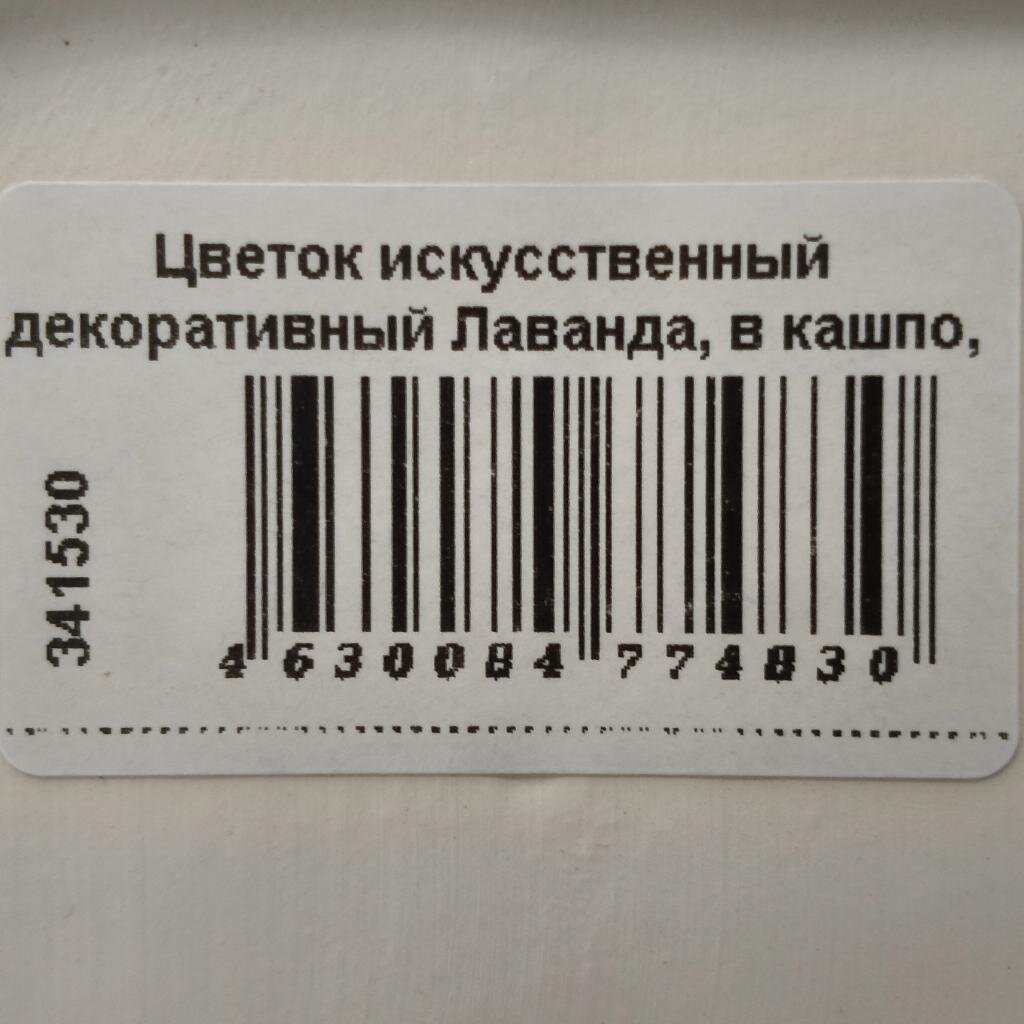 Цветок искусственный
декоративный Лаванда, в кашпо,
341530
4 630084 774830